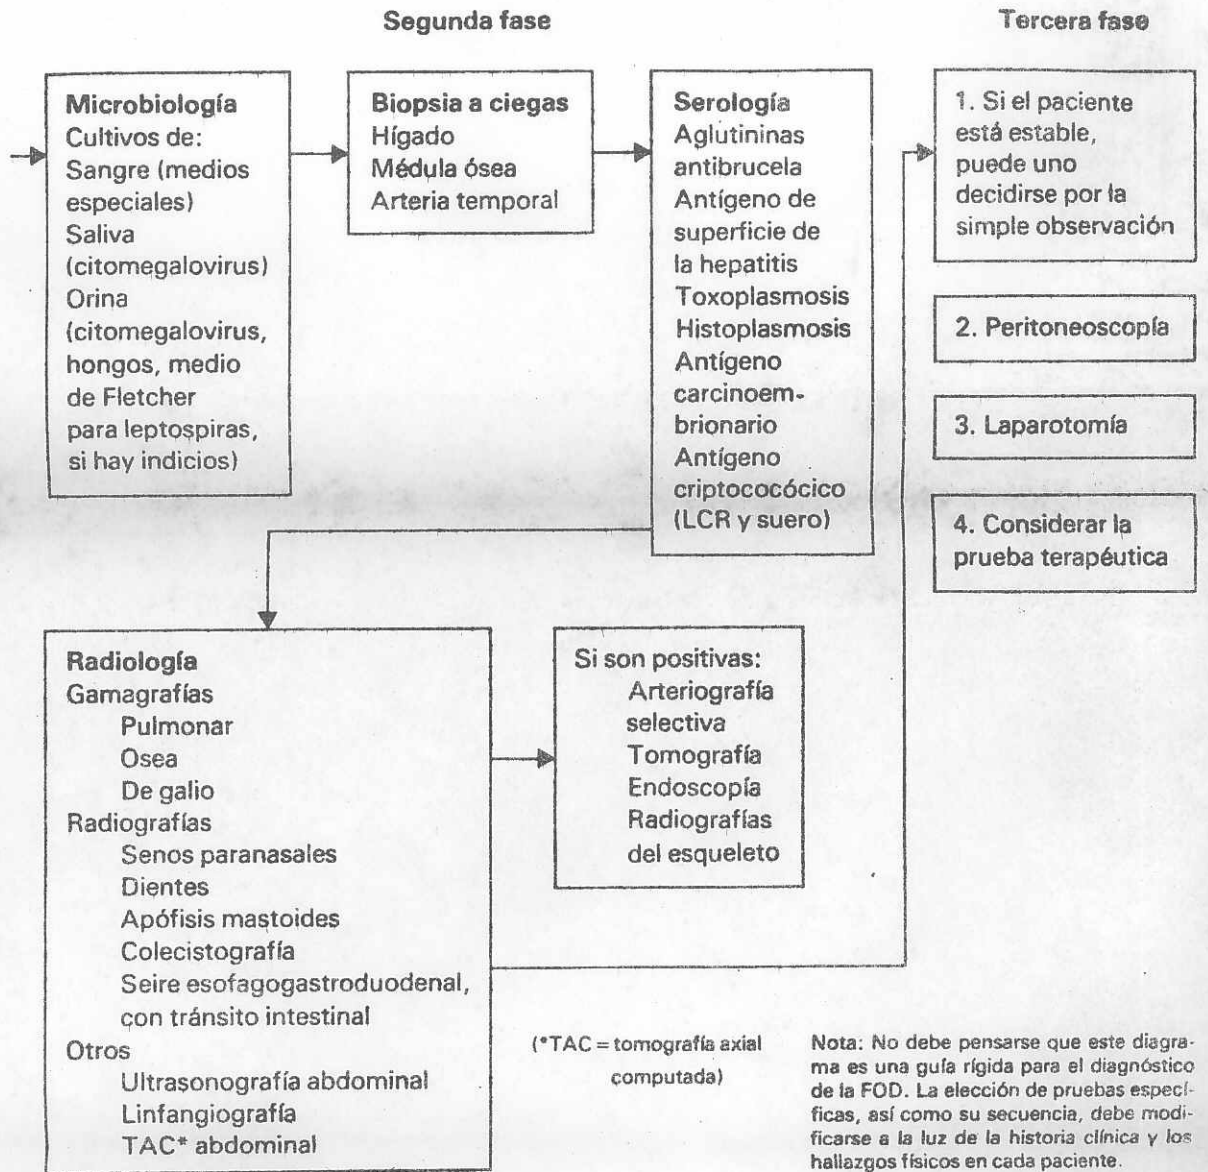 Segunda fase
Tercera fase
Microbiología
Cultivos de:
Sangre (medios
especiales)
Saliva
(citomegalovirus)
Orina
(citomegalovirus,
hongos, medio
de Fletcher
para leptospiras,
si hay indicios)
Biopsia a ciegas
Hígado
Médula ósea
Arteria temporal
Serología
Aglutininas
antibrucela
Antígeno de
superficie de
la hepatitis
Toxoplasmosis
Histoplasmosis
Antígeno
carcinoem-
brionario
Antígeno
criptococócico
(LCR y suero)
1. Si el paciente
está estable,
puede uno
decidirse por la
simple observación
2. Peritoneoscopía
3. Laparotomía
4. Considerar la
prueba terapéutica
Radiología
Gamagrafías
Pulmonar
Osea
De galio
Radiografías
Senos paranasales
Dientes
Apófisis mastoides
Colecistografía
Seire esofagogastroduodenal,
con tránsito intestinal
Otros
Ultrasonografía abdominal
Linfangiografía
TAC* abdominal
Si son positivas:
Arteriografía
selectiva
Tomografía
Endoscopía
Radiografías
del esqueleto
(*TAC = tomografía axial
computada)
Nota: No debe pensarse que este diagra-
ma es una guía rígida para el diagnóstico
de la FOD. La elección de pruebas especí-
ficas, así como su secuencia, debe modi-
ficarse a la luz de la historia clínica y los
hallazgos físicos en cada paciente.